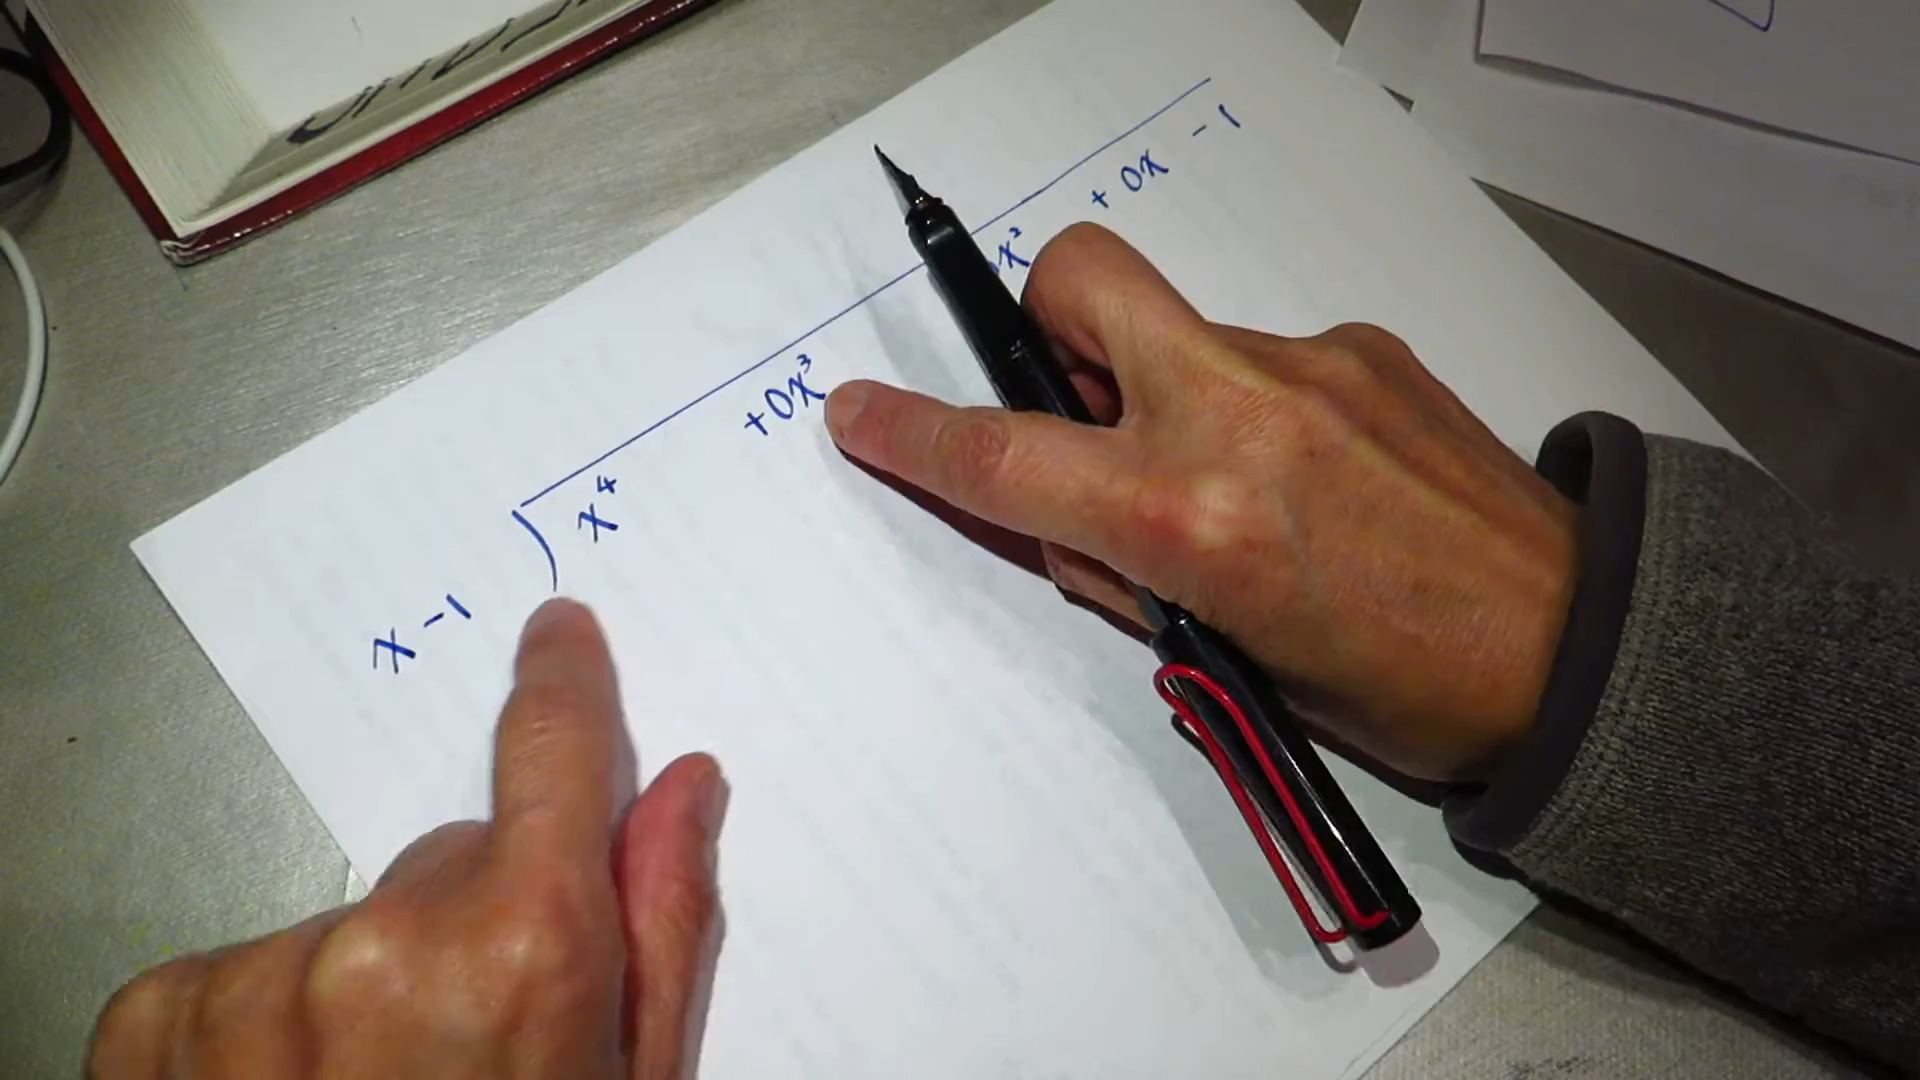 x - 1 ) x⁴ +0x³ x² + 0x - 1